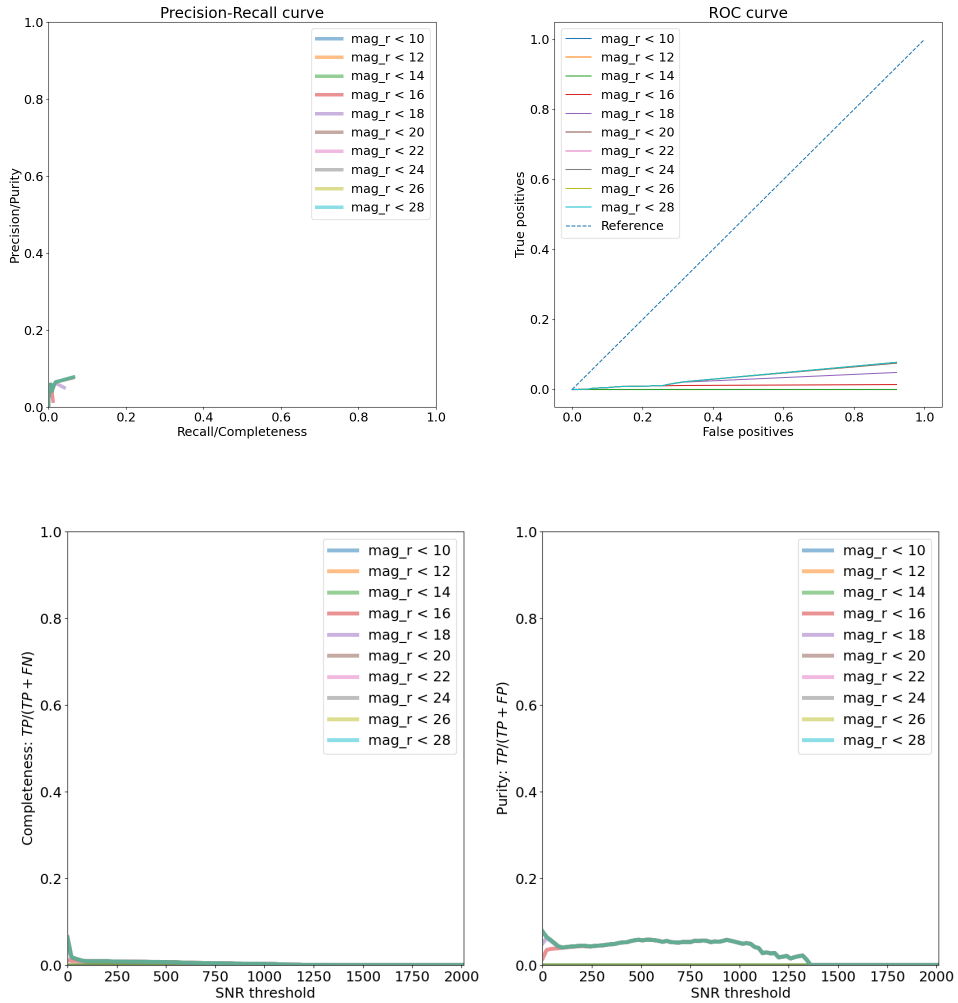 Precision-Recall curve
1.0
0.8
0.6
0.4
0.2
0.0
Precision/Purity
mag_r < 10
mag_r < 12
mag_r < 14
mag_r < 16
mag_r < 18
mag_r < 20
mag_r < 22
mag_r < 24
mag_r < 26
mag_r < 28
0.0 0.2 0.4 0.6 0.8 1.0
Recall/Completeness
ROC curve
1.0
0.8
0.6
0.4
0.2
0.0
True positives
mag_r < 10
mag_r < 12
mag_r < 14
mag_r < 16
mag_r < 18
mag_r < 20
mag_r < 22
mag_r < 24
mag_r < 26
mag_r < 28
Reference
0.0 0.2 0.4 0.6 0.8 1.0
False positives
1.0
0.8
0.6
0.4
0.2
0.0
Completeness: TP/(TP + FN)
mag_r < 10
mag_r < 12
mag_r < 14
mag_r < 16
mag_r < 18
mag_r < 20
mag_r < 22
mag_r < 24
mag_r < 26
mag_r < 28
0 250 500 750 1000 1250 1500 1750 2000
SNR threshold
1.0
0.8
0.6
0.4
0.2
0.0
Purity: TP/(TP + FP)
mag_r < 10
mag_r < 12
mag_r < 14
mag_r < 16
mag_r < 18
mag_r < 20
mag_r < 22
mag_r < 24
mag_r < 26
mag_r < 28
0 250 500 750 1000 1250 1500 1750 2000
SNR threshold